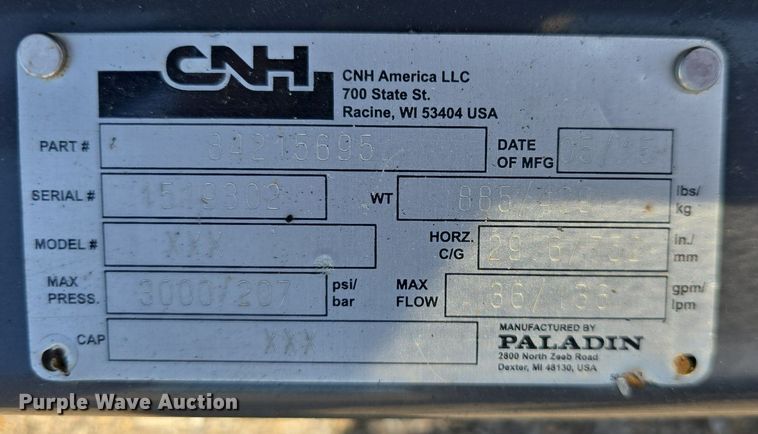 CNH
CNH America LLC
700 State St.
Racine, WI 53404 USA
PART # 84215695
DATE OF MFG
SERIAL # 1519302
WT lbs/kg
MODEL # XXX
HORZ. C/G in./mm
MAX PRESS. 3000/207 psi/bar
MAX FLOW gpm/lpm
CAP XXX
MANUFACTURED BY
PALADIN
2800 North Zeeb Road
Dexter, MI 48130, USA
Purple Wave Auction